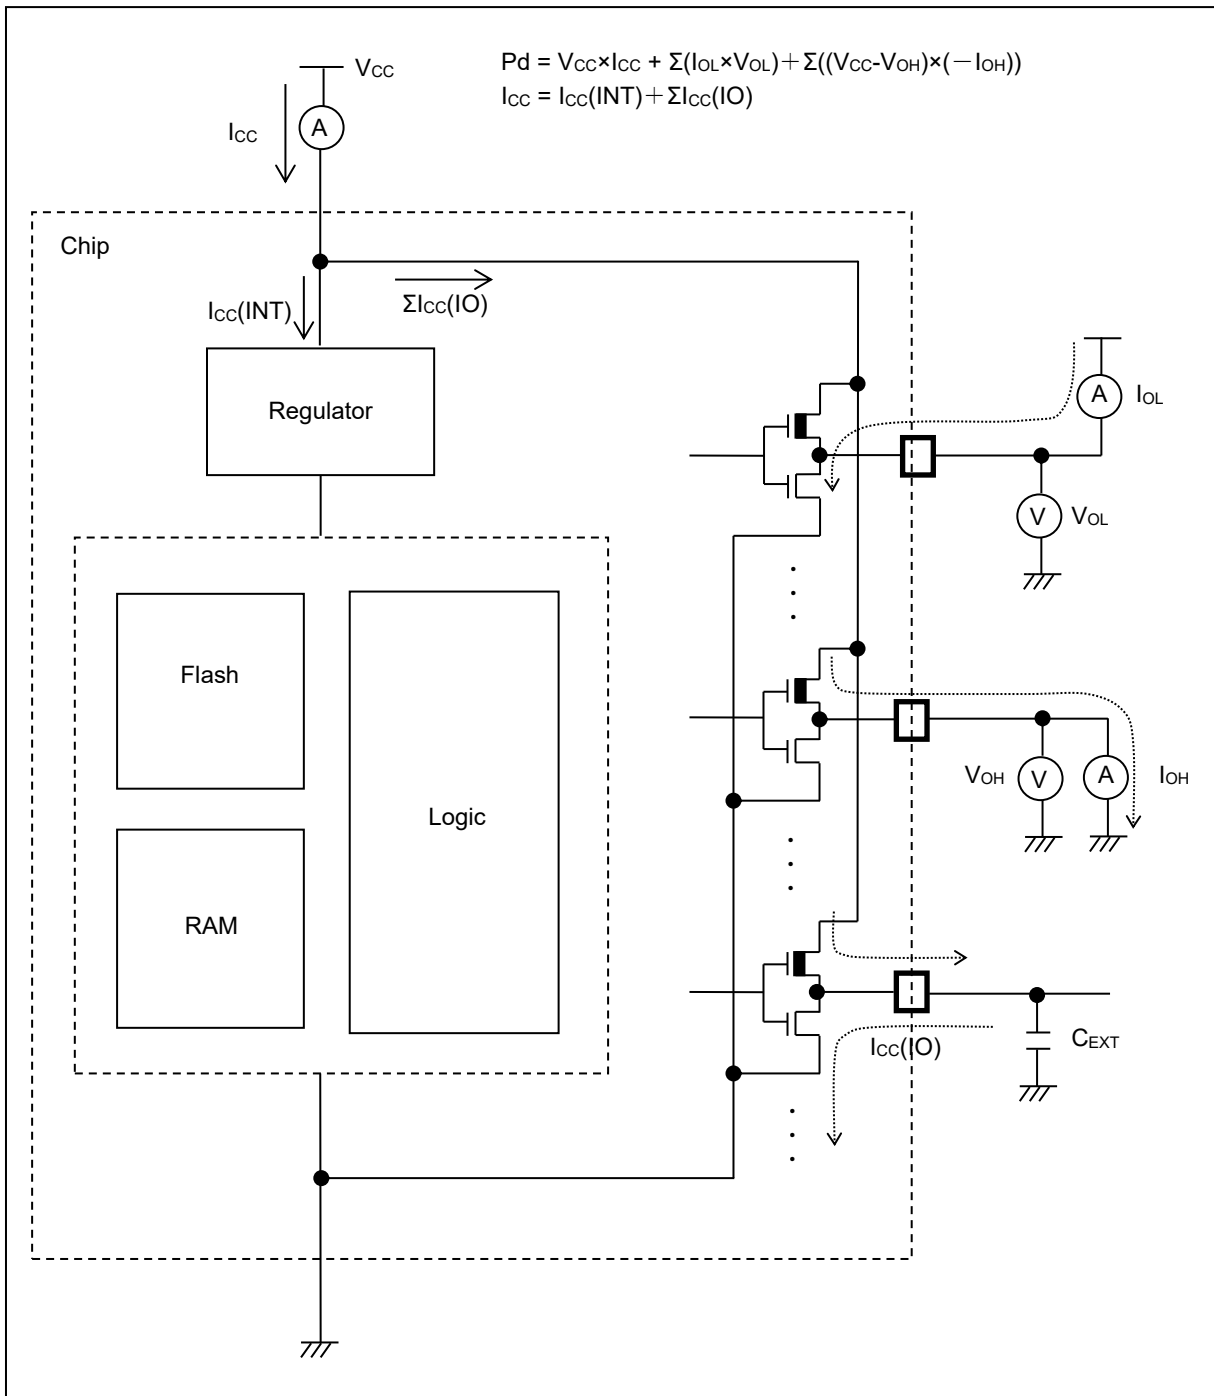 Pd = VCC×ICC + Σ(IOL×VOL)+Σ((VCC-VOH)×(-IOH))
ICC = ICC(INT)+ΣICC(IO)
VCC
ICC
A
Chip
ICC(INT)
ΣICC(IO)
Regulator
A
IOL
V
VOL
Flash
Logic
RAM
VOH
V
A
IOH
ICC(IO)
CEXT